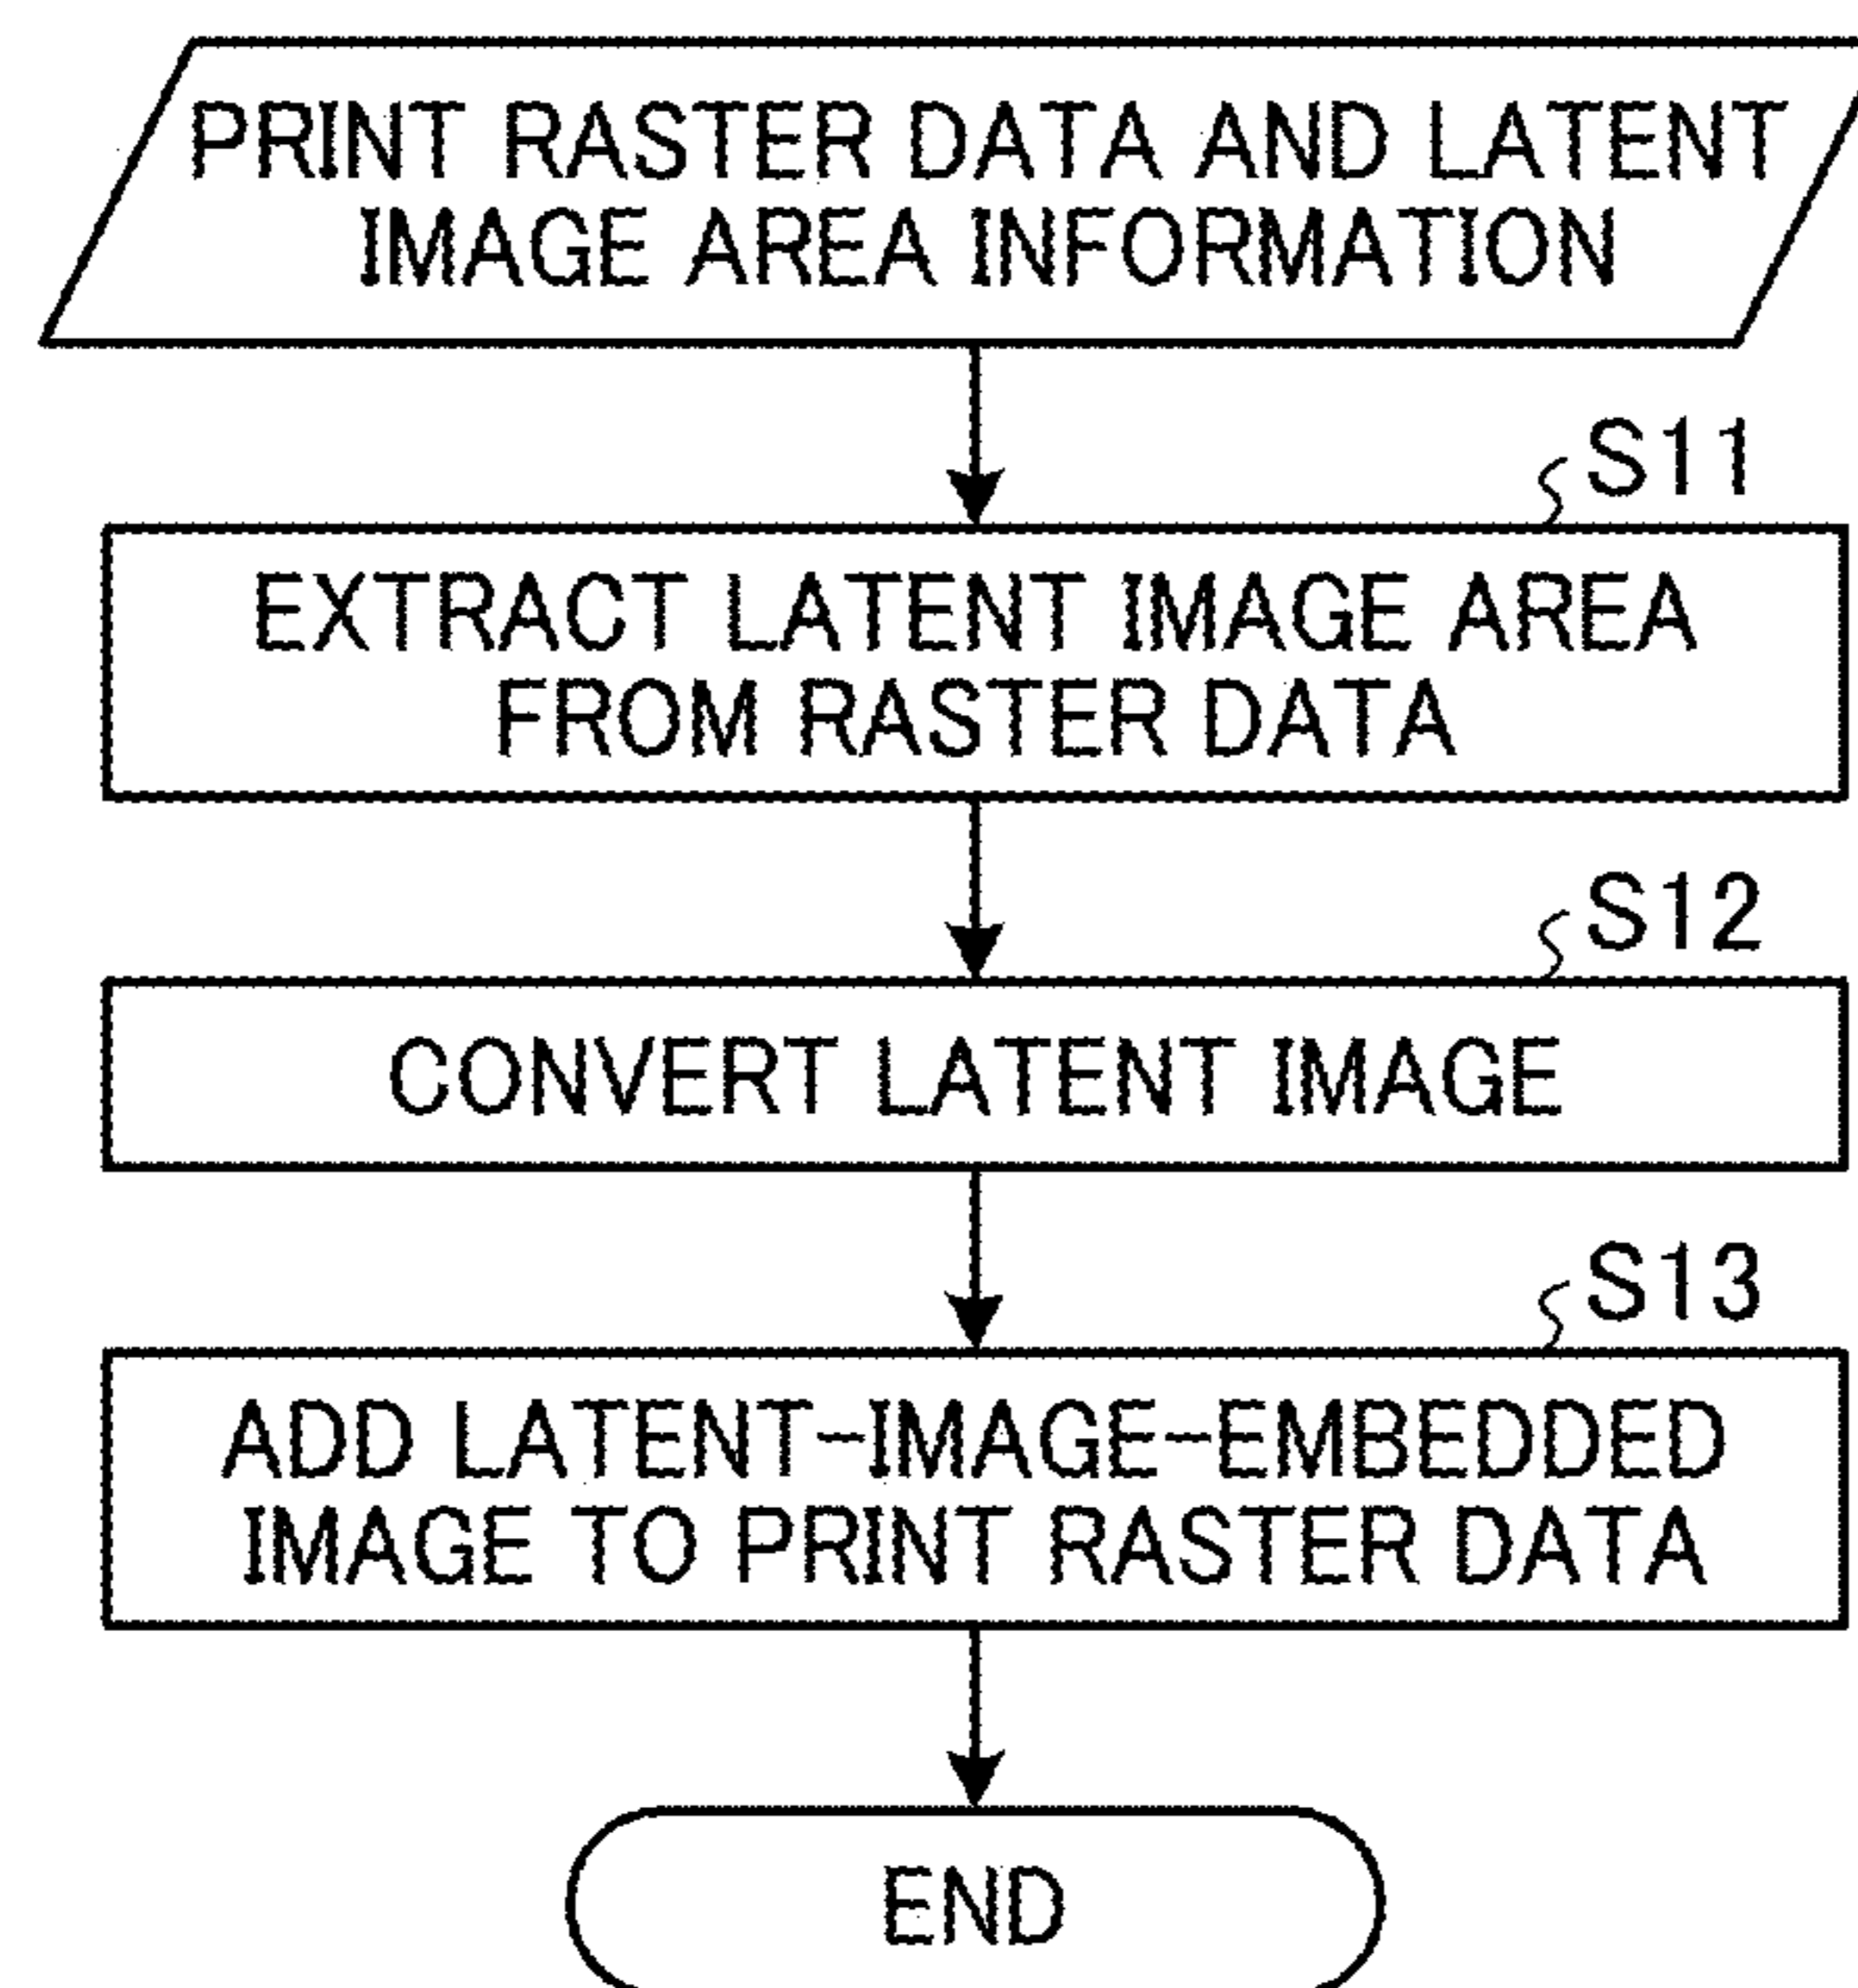 PRINT RASTER DATA AND LATENT
IMAGE AREA INFORMATION
S11
EXTRACT LATENT IMAGE AREA
FROM RASTER DATA
S12
CONVERT LATENT IMAGE
S13
ADD LATENT-IMAGE-EMBEDDED
IMAGE TO PRINT RASTER DATA
END